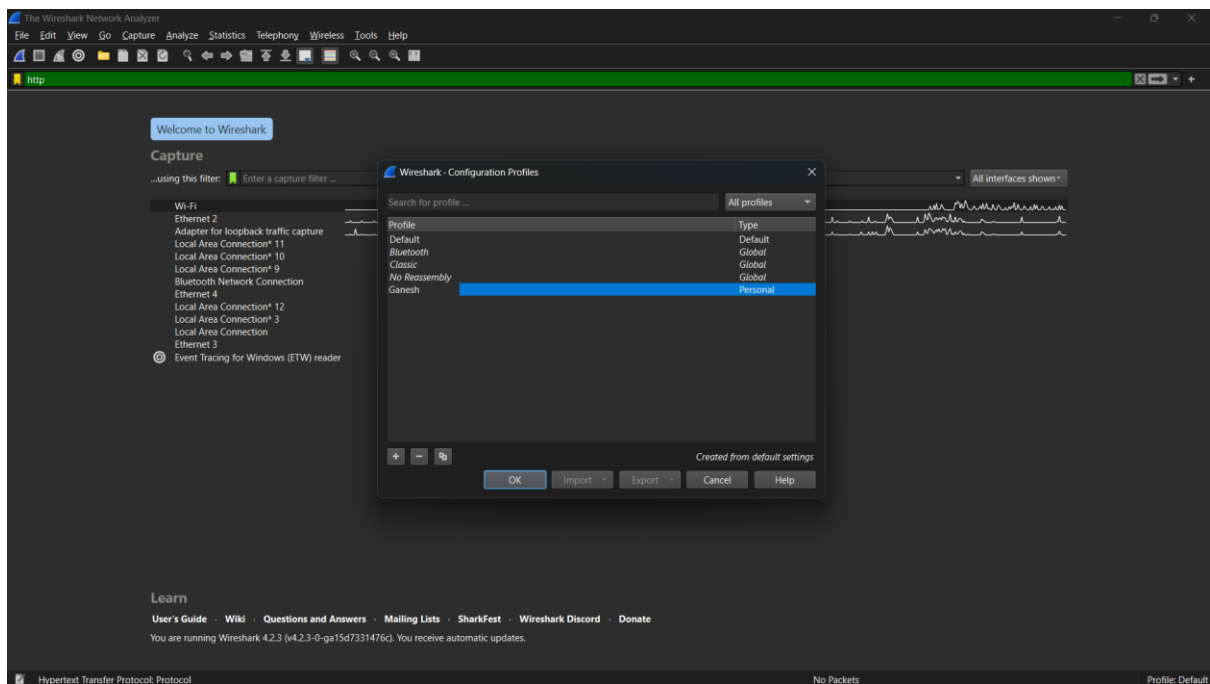 The Wireshark Network Analyzer
File Edit View Go Capture Analyze Statistics Telephony Wireless Tools Help
http
Welcome to Wireshark
Capture
...using this filter: Enter a capture filter ... All interfaces shown
Wi-Fi
Ethernet 2
Adapter for loopback traffic capture
Local Area Connection* 11
Local Area Connection* 10
Local Area Connection* 9
Bluetooth Network Connection
Ethernet 4
Local Area Connection* 12
Local Area Connection* 3
Local Area Connection
Ethernet 3
Event Tracing for Windows (ETW) reader
Wireshark · Configuration Profiles
Search for profile ... All profiles
Profile Type
Default Default
Bluetooth Global
Classic Global
No Reassembly Global
Ganesh Personal
Created from default settings
OK Import Export Cancel Help
Learn
User's Guide · Wiki · Questions and Answers · Mailing Lists · SharkFest · Wireshark Discord · Donate
You are running Wireshark 4.2.3 (v4.2.3-0-ga15d7331476c). You receive automatic updates.
Hypertext Transfer Protocol: Protocol No Packets Profile: Default